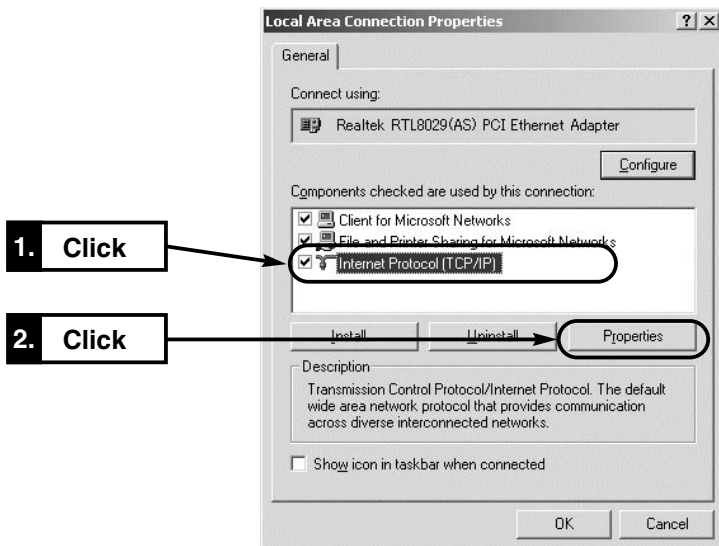 Local Area Connection Properties
General
Connect using:
Realtek RTL8029(AS) PCI Ethernet Adapter
Configure
Components checked are used by this connection:
Client for Microsoft Networks
File and Printer Sharing for Microsoft Networks
1. Click
Internet Protocol (TCP/IP)
2. Click
Install Uninstall Properties
Description
Transmission Control Protocol/Internet Protocol. The default
wide area network protocol that provides communication
across diverse interconnected networks.
Show icon in taskbar when connected
OK Cancel